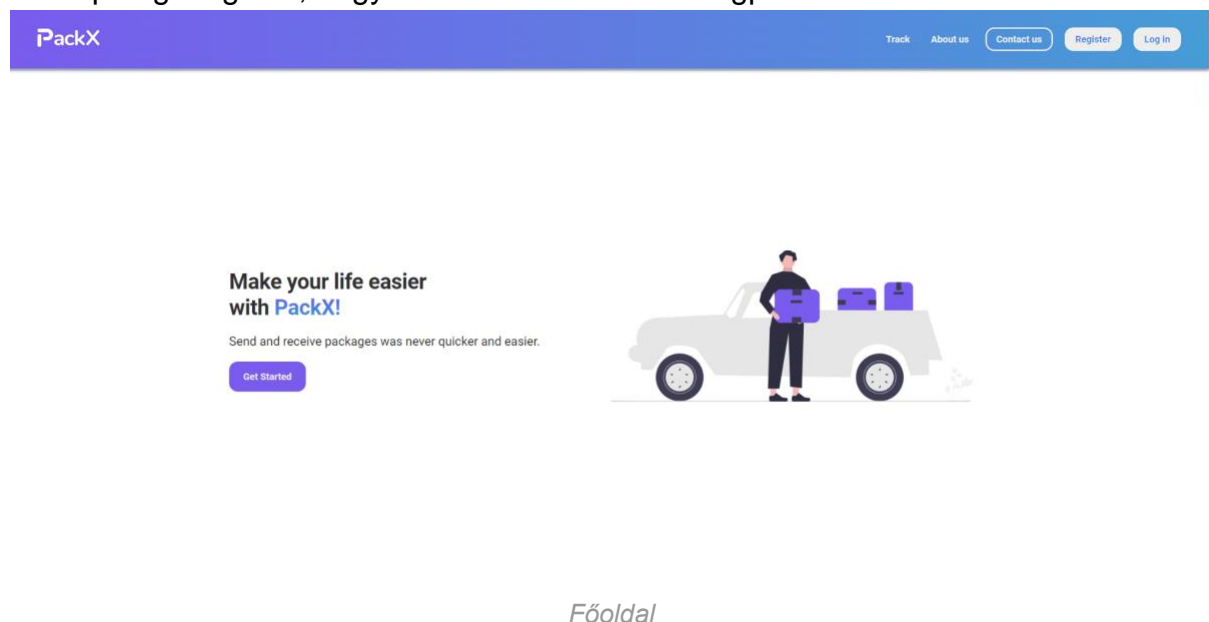 PackX
Track About us Contact us Register Log In
Make your life easier
with PackX!
Send and receive packages was never quicker and easier.
Get Started
Főoldal